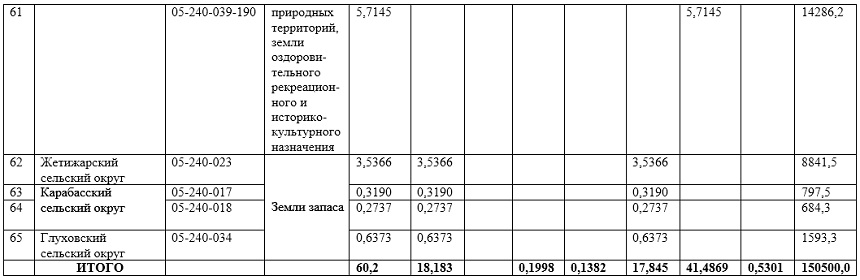 61 05-240-039-190 природных 5,7145 5,7145 14286,2
территорий,
земли
оздорови-
тельного
рекреацион-
ного и
историко-
культурного
назначения
62 Жетижарский 05-240-023 3,5366 3,5366 3,5366 8841,5
сельский округ
63 Карабасский 05-240-017 0,3190 0,3190 0,3190 797,5
64 сельский округ 05-240-018 Земли запаса 0,2737 0,2737 0,2737 684,3
65 Глуховский 05-240-034 0,6373 0,6373 0,6373 1593,3
сельский округ
ИТОГО 60,2 18,183 0,1998 0,1382 17,845 41,4869 0,5301 150500,0